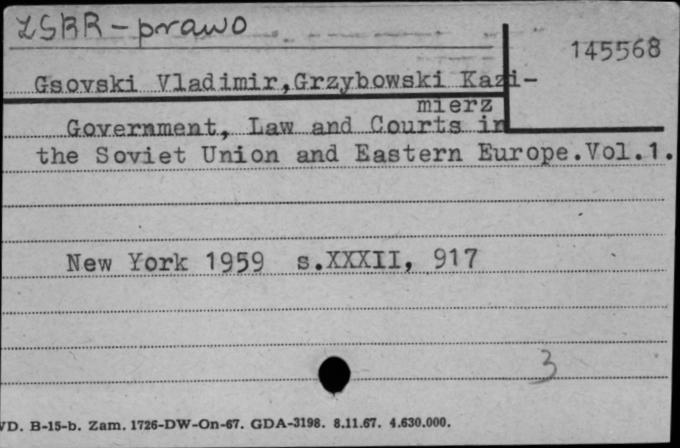 ZSRR - prawo
145568
Gsovski Vladimir,Grzybowski Kazi-
mierz
Government, Law and Courts in
the Soviet Union and Eastern Europe.Vol.1.
New York 1959 s.XXXII, 917
3
VD. B-15-b. Zam. 1726-DW-On-67. GDA-3198. 8.11.67. 4.630.000.